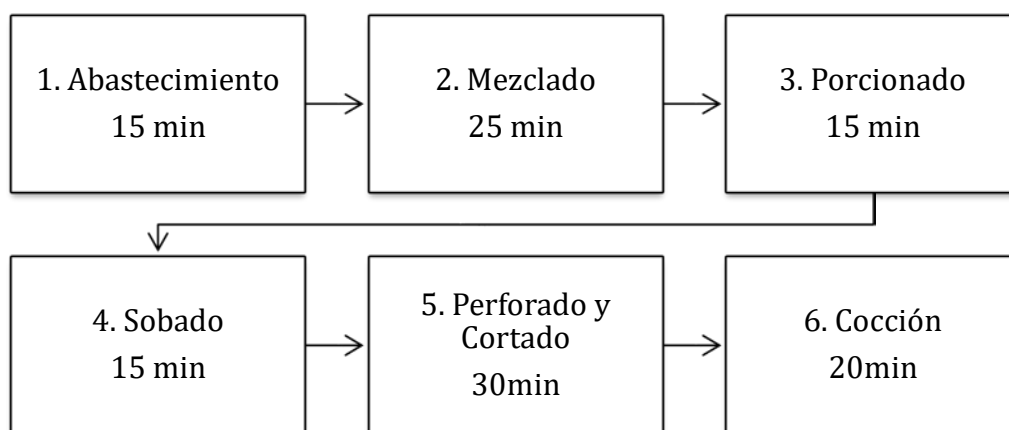 1. Abastecimiento
15 min
2. Mezclado
25 min
3. Porcionado
15 min
4. Sobado
15 min
5. Perforado y
Cortado
30min
6. Cocción
20min